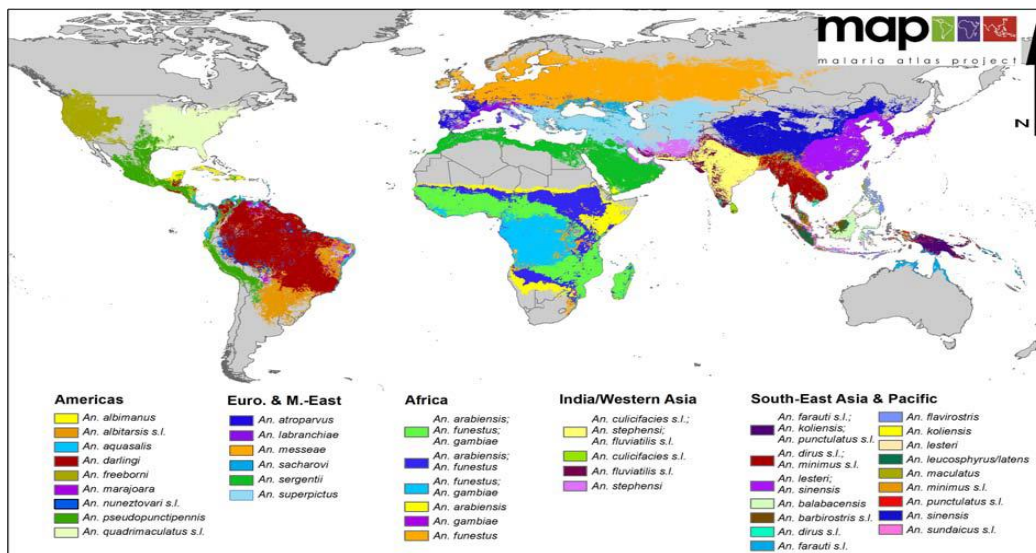 map
malaria atlas project
N
Americas
An. albimanus
An. albitarsis s.l.
An. aquasalis
An. darlingi
An. freeborni
An. marajoara
An. nuneztovari s.l.
An. pseudopunctipennis
An. quadrimaculatus s.l.
Euro. & M.-East
An. atroparvus
An. labranchiae
An. messeae
An. sacharovi
An. sergentii
An. superpictus
Africa
An. arabiensis;
An. funestus;
An. gambiae
An. arabiensis;
An. funestus
An. funestus;
An. gambiae
An. arabiensis
An. gambiae
An. funestus
India/Western Asia
An. culicifacies s.l.;
An. stephensi;
An. fluviatilis s.l.
An. culicifacies s.l.
An. fluviatilis s.l.
An. stephensi
South-East Asia & Pacific
An. farauti s.l.;
An. koliensis;
An. punctulatus s.l.
An. dirus s.l.;
An. minimus s.l.
An. lesteri;
An. sinensis
An. balabacensis
An. barbirostris s.l.
An. dirus s.l.
An. farauti s.l.
An. flavirostris
An. koliensis
An. lesteri
An. leucosphyrus/latens
An. maculatus
An. minimus s.l.
An. punctulatus s.l.
An. sinensis
An. sundaicus s.l.